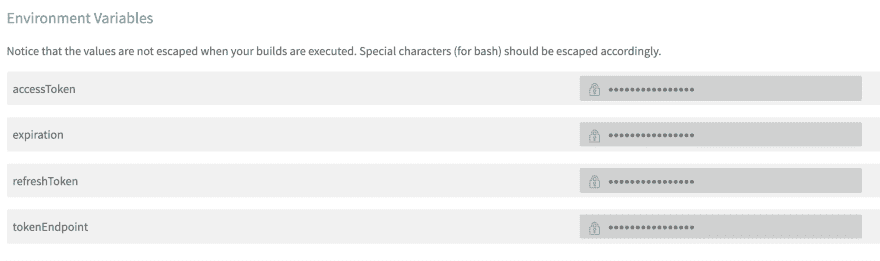 Environment Variables
Notice that the values are not escaped when your builds are executed. Special characters (for bash) should be escaped accordingly.
accessToken ••••••••••••••••
expiration ••••••••••••••••
refreshToken ••••••••••••••••
tokenEndpoint ••••••••••••••••